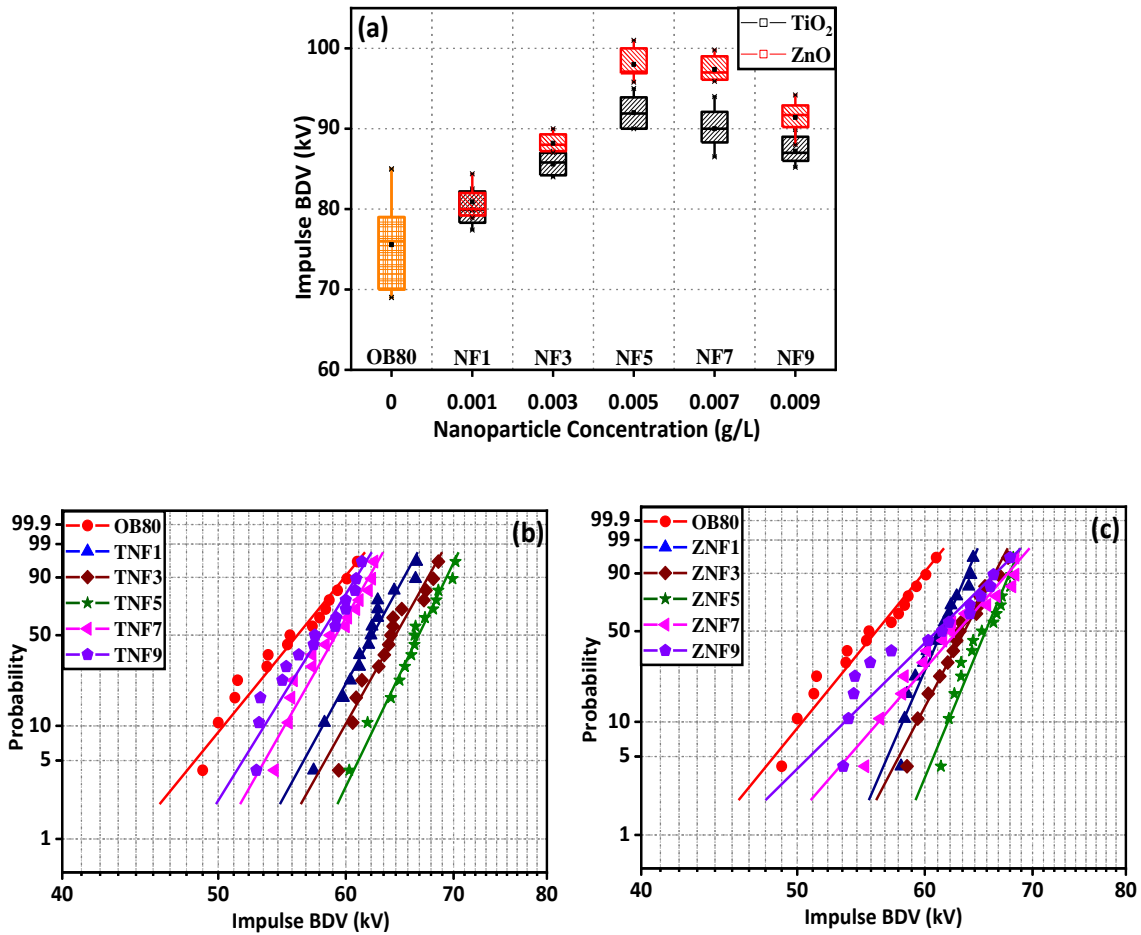 (a)
TiO₂
ZnO
Impulse BDV (kV)
100
90
80
70
60
OB80 NF1 NF3 NF5 NF7 NF9
0 0.001 0.003 0.005 0.007 0.009
Nanoparticle Concentration (g/L)
(b)
OB80
TNF1
TNF3
TNF5
TNF7
TNF9
Probability
99.9
99
90
50
10
5
1
40 50 60 70 80
Impulse BDV (kV)
(c)
OB80
ZNF1
ZNF3
ZNF5
ZNF7
ZNF9
Probability
99.9
99
90
50
10
5
1
40 50 60 70 80
Impulse BDV (kV)